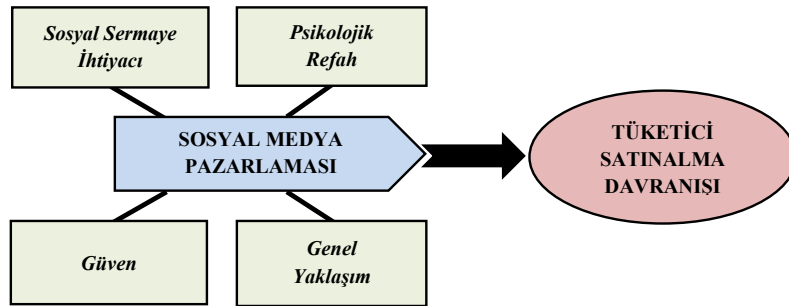 Sosyal Sermaye
İhtiyacı
Psikolojik
Refah
SOSYAL MEDYA
PAZARLAMASI
TÜKETİCİ
SATINALMA
DAVRANIŞI
Güven
Genel
Yaklaşım